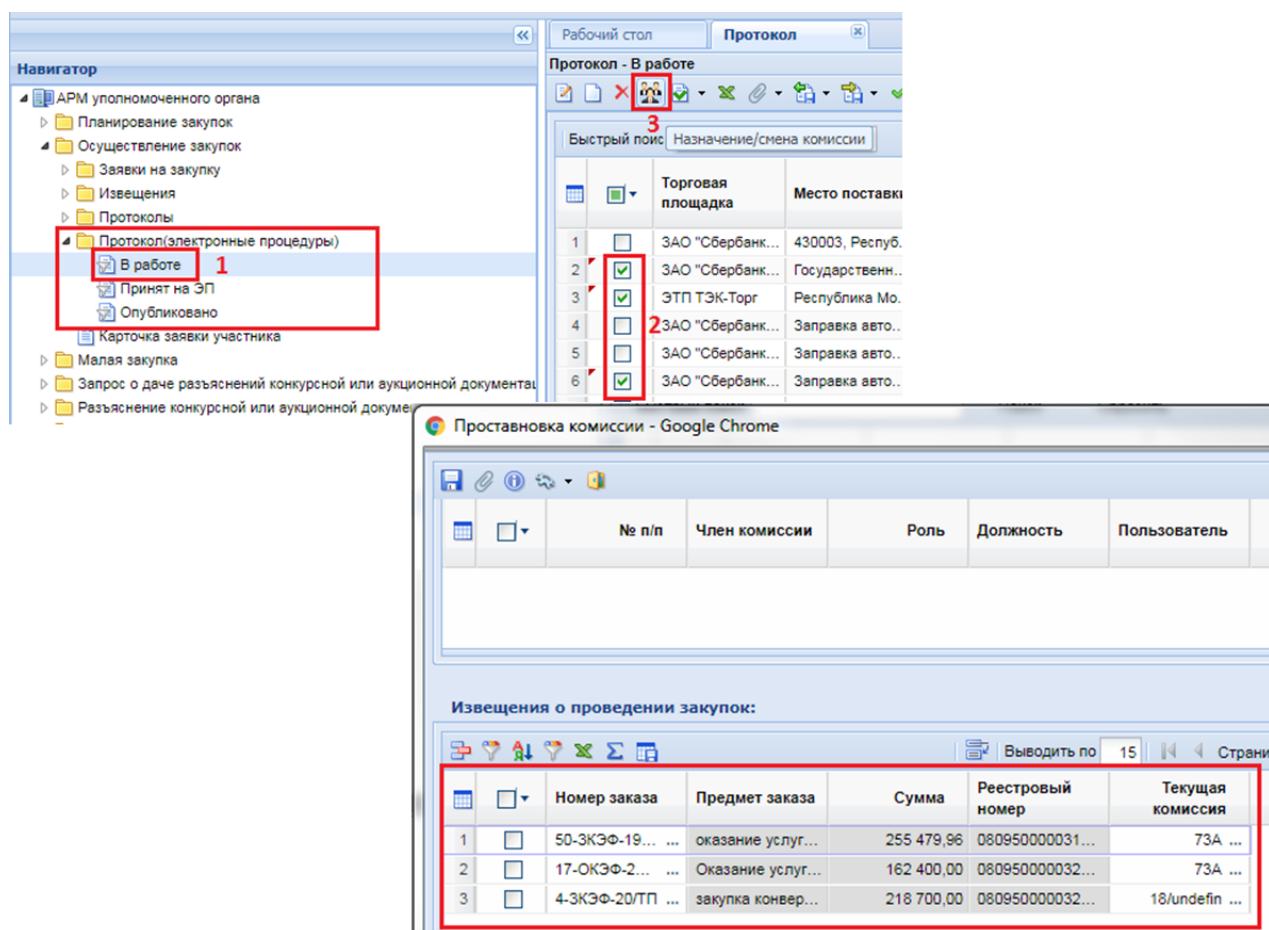 Навигатор
АРМ уполномоченного органа
Планирование закупок
Осуществление закупок
Заявки на закупку
Извещения
Протоколы
Протокол(электронные процедуры)
В работе 1
Принят на ЭП
Опубликовано
Карточка заявки участника
Малая закупка
Запрос о даче разъяснений конкурсной или аукционной документац
Разъяснение конкурсной или аукционной докумен
Рабочий стол Протокол
Протокол - В работе
3
Быстрый поис Назначение/смена комиссии
Торговая площадка Место поставки
1 ЗАО "Сбербанк... 430003, Респуб.
2 ЗАО "Сбербанк... Государственн..
3 ЭТП ТЭК-Торг Республика Мо.
4 2 ЗАО "Сбербанк... Заправка авто..
5 ЗАО "Сбербанк... Заправка авто..
6 ЗАО "Сбербанк... Заправка авто..
Проставновка комиссии - Google Chrome
№ п/п Член комиссии Роль Должность Пользователь
Извещения о проведении закупок:
Выводить по 15 Страни
Номер заказа Предмет заказа Сумма Реестровый номер Текущая комиссия
1 50-ЗКЭФ-19... ... оказание услуг... 255 479,96 080950000031... 73А ...
2 17-ОКЭФ-2... ... Оказание услуг... 162 400,00 080950000032... 73А ...
3 4-ЗКЭФ-20/ТП ... закупка конвер... 218 700,00 080950000032... 18/undefin ...